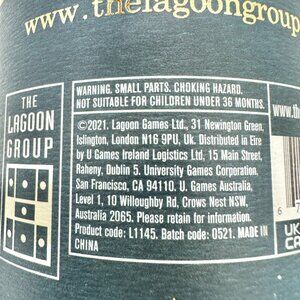 www.thelagoongroup
THE
LAGOON
GROUP
WARNING. SMALL PARTS. CHOKING HAZARD.
NOT SUITABLE FOR CHILDREN UNDER 36 MONTHS.
©2021. Lagoon Games Ltd., 31 Newington Green,
Islington, London N16 9PU, UK. Distributed in Eire
by U Games Ireland Logistics Ltd, 15 Main Street,
Raheny, Dublin 5. University Games Corporation,
San Francisco, CA 94110. U. Games Australia,
Level 1, 10 Willoughby Rd, Crows Nest NSW,
Australia 2065. Please retain for information.
Product code: L1145. Batch code: 0521. MADE IN
CHINA
www.th
6
UK
CA